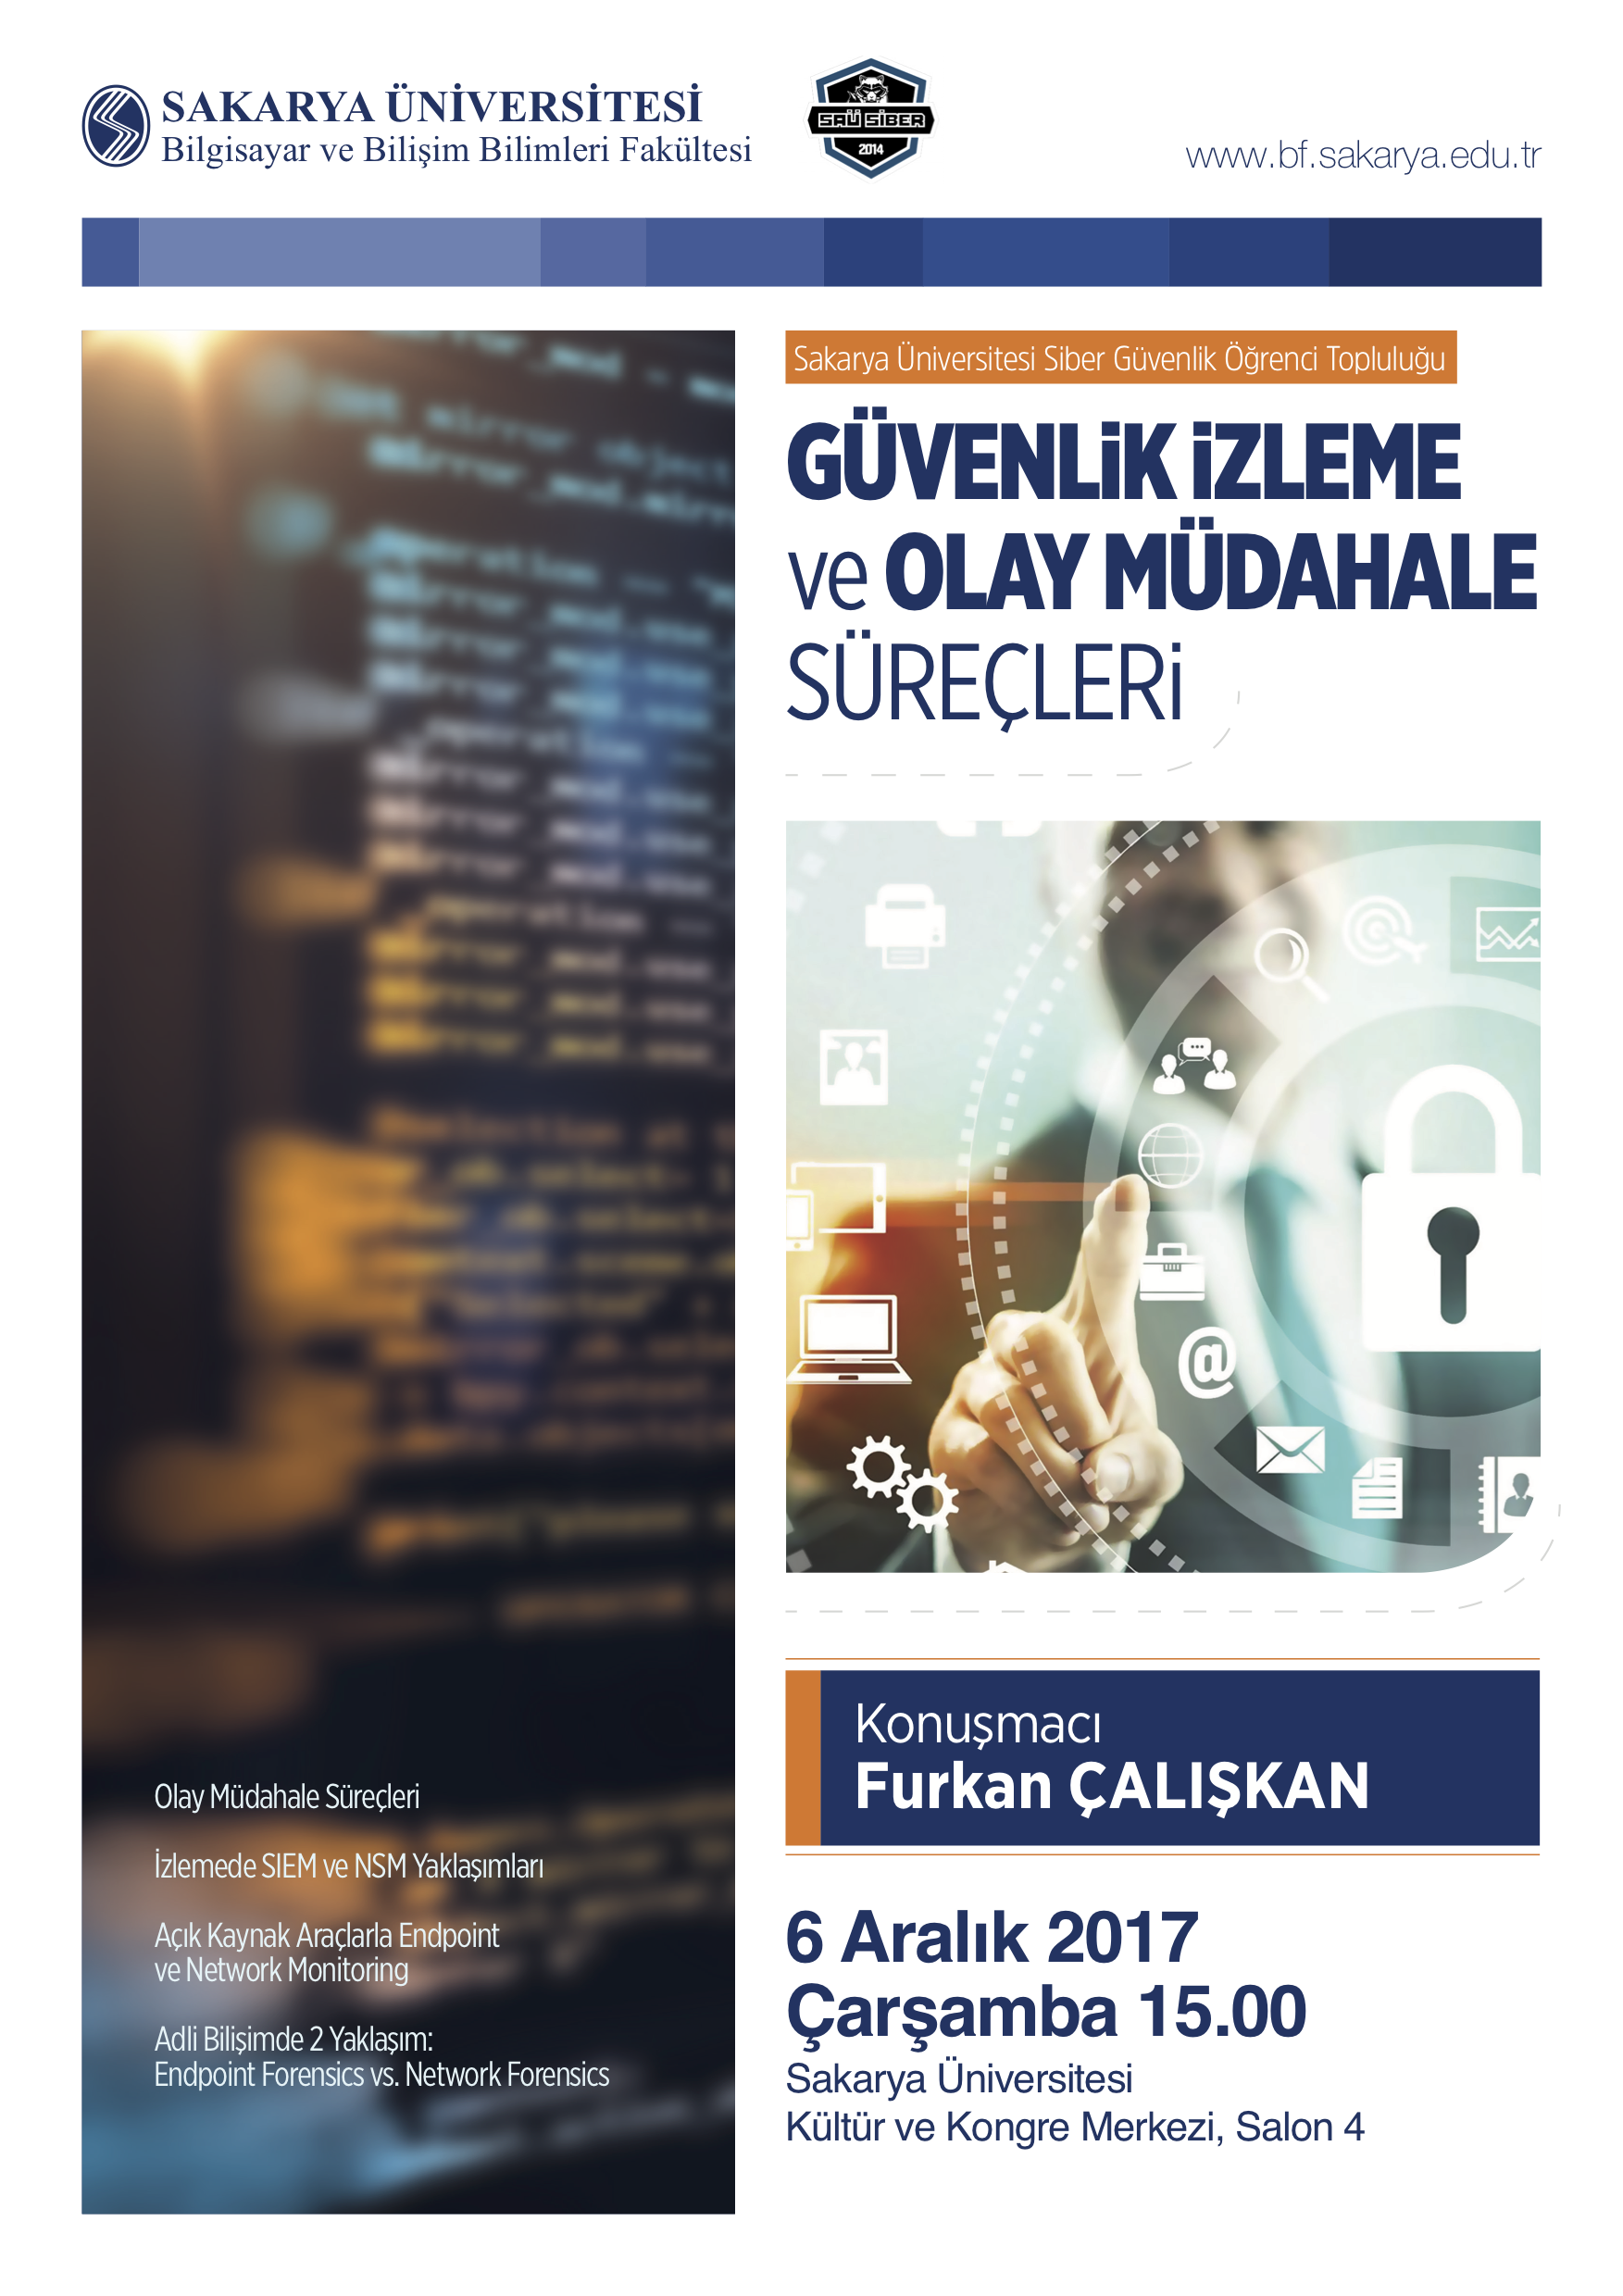 SAKARYA ÜNİVERSİTESİ
Bilgisayar ve Bilişim Bilimleri Fakültesi
SAÜ SİBER
2014
www.bf.sakarya.edu.tr
Sakarya Üniversitesi Siber Güvenlik Öğrenci Topluluğu
GÜVENLİK İZLEME
ve OLAY MÜDAHALE
SÜREÇLERİ
Konuşmacı
Furkan ÇALIŞKAN
6 Aralık 2017
Çarşamba 15.00
Sakarya Üniversitesi
Kültür ve Kongre Merkezi, Salon 4
Olay Müdahale Süreçleri
İzlemede SIEM ve NSM Yaklaşımları
Açık Kaynak Araçlarla Endpoint
ve Network Monitoring
Adli Bilişimde 2 Yaklaşım:
Endpoint Forensics vs. Network Forensics